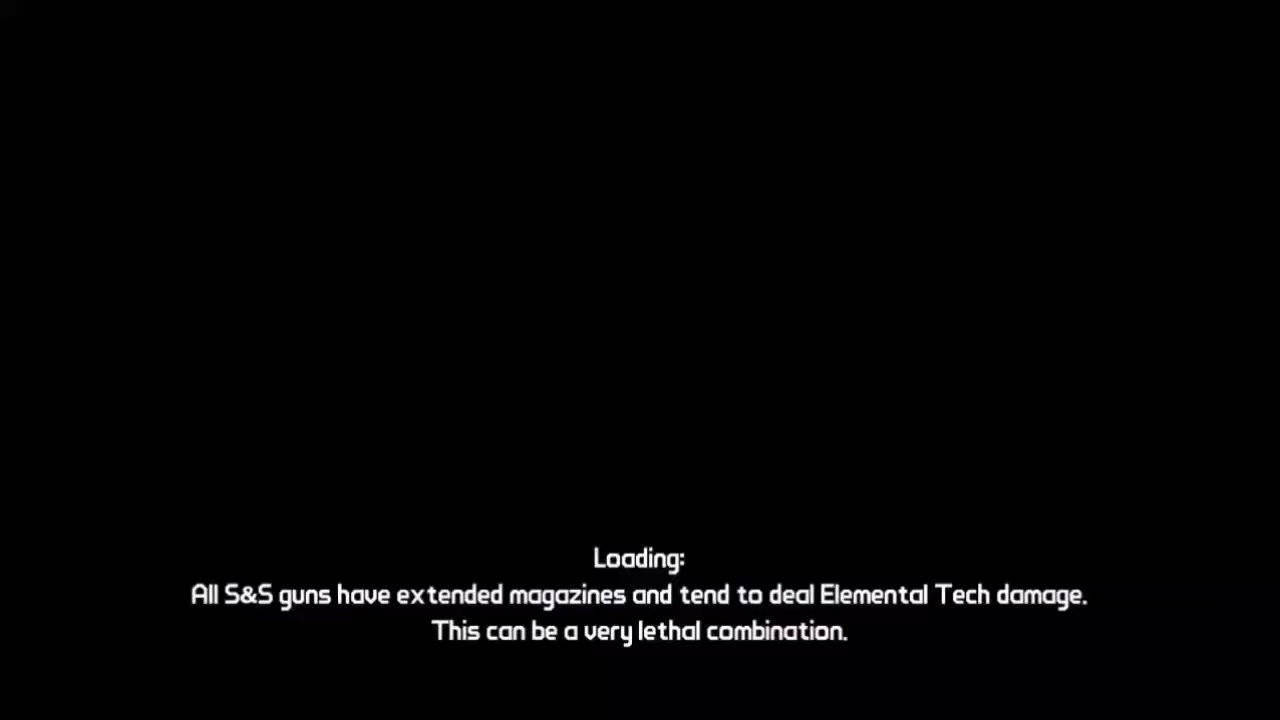 Loading:
All S&S guns have extended magazines and tend to deal Elemental Tech damage.
This can be a very lethal combination.